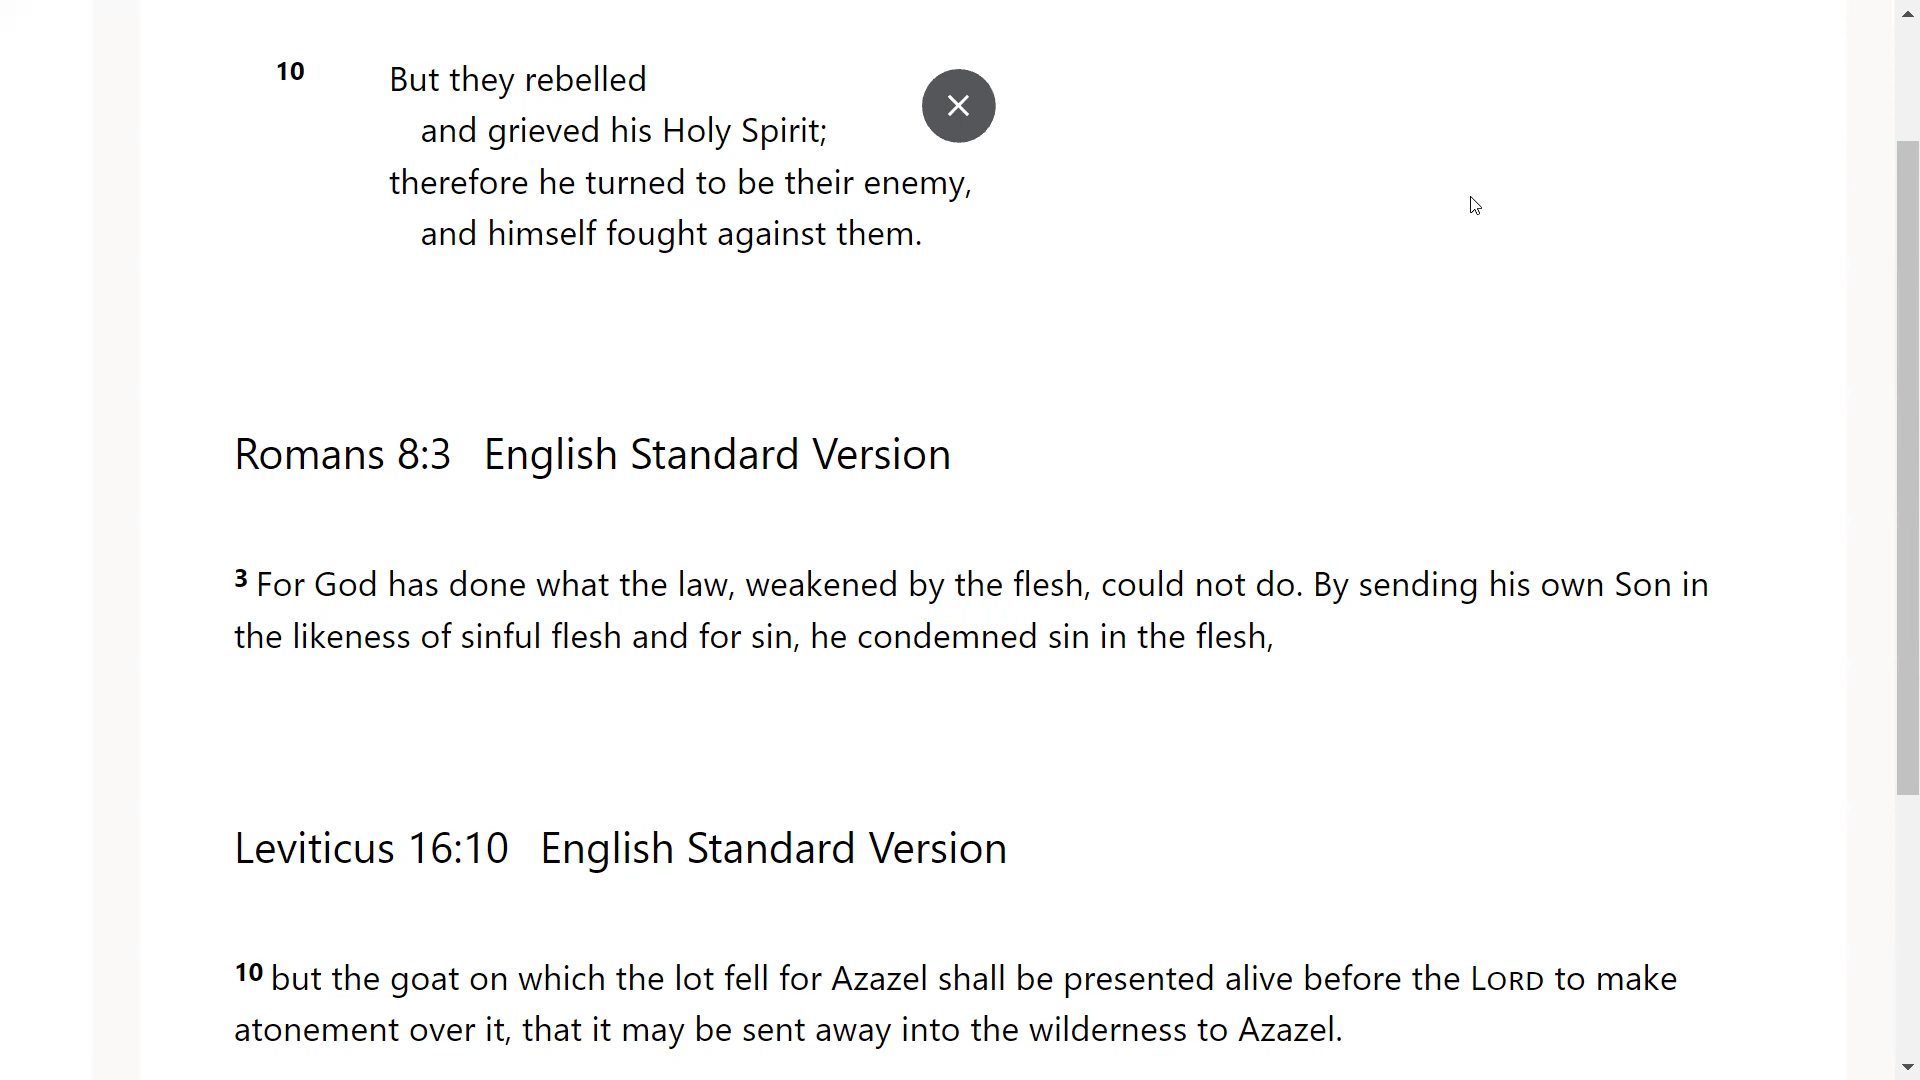 10 But they rebelled
and grieved his Holy Spirit;
therefore he turned to be their enemy,
and himself fought against them.
Romans 8:3 English Standard Version
3 For God has done what the law, weakened by the flesh, could not do. By sending his own Son in
the likeness of sinful flesh and for sin, he condemned sin in the flesh,
Leviticus 16:10 English Standard Version
10 but the goat on which the lot fell for Azazel shall be presented alive before the LORD to make
atonement over it, that it may be sent away into the wilderness to Azazel.